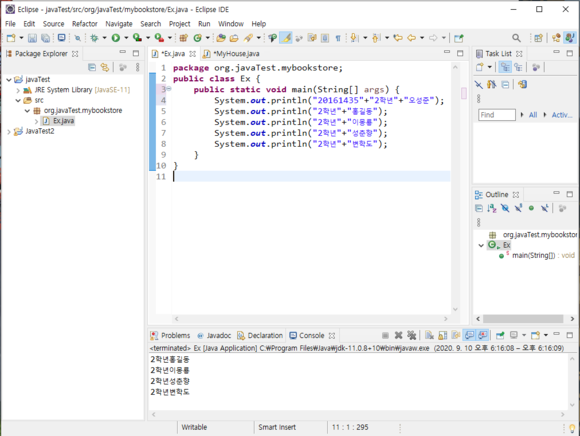 Eclipse - javaTest/src/org/javaTest/mybookstore/Ex.java - Eclipse IDE
File Edit Source Refactor Navigate Search Project Run Window Help
Package Explorer
javaTest
JRE System Library [JavaSE-11]
src
org.javaTest.mybookstore
Ex.java
JavaTest2
*Ex.java
*MyHouse.java
1 package org.javaTest.mybookstore;
2 public class Ex {
3 public static void main(String[] args) {
4 System.out.println("20161435"+"2학년"+"오성준");
5 System.out.println("2학년"+"홍길동");
6 System.out.println("2학년"+"이몽룡");
7 System.out.println("2학년"+"성춘향");
8 System.out.println("2학년"+"변학도");
9 }
10 }
11
Task List
Find
All
Activ...
Outline
org.javaTest.mybookstor
Ex
main(String[]) : void
Problems Javadoc Declaration Console
<terminated> Ex [Java Application] C:₩Program Files₩Java₩jdk-11.0.8+10₩bin₩javaw.exe (2020. 9. 10 오후 6:16:08 – 오후 6:16:09)
2학년홍길동
2학년이몽룡
2학년성춘향
2학년변학도
Writable Smart Insert 11 : 1 : 295